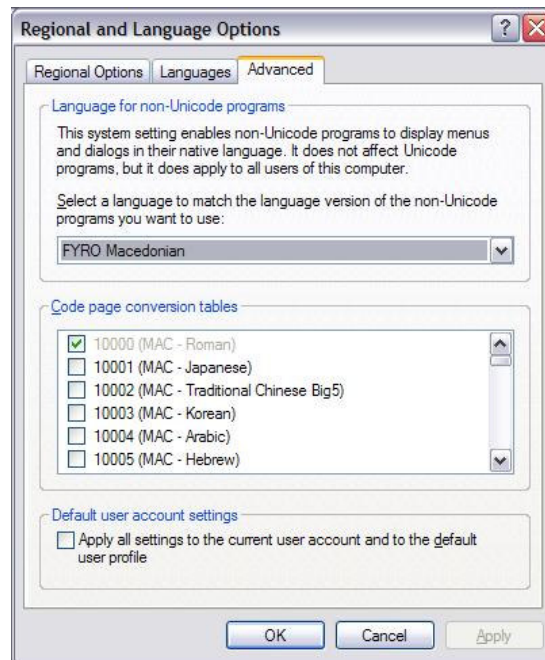 Regional and Language Options
Regional Options Languages Advanced
Language for non-Unicode programs
This system setting enables non-Unicode programs to display menus
and dialogs in their native language. It does not affect Unicode
programs, but it does apply to all users of this computer.
Select a language to match the language version of the non-Unicode
programs you want to use:
FYRO Macedonian
Code page conversion tables
10000 (MAC - Roman)
10001 (MAC - Japanese)
10002 (MAC - Traditional Chinese Big5)
10003 (MAC - Korean)
10004 (MAC - Arabic)
10005 (MAC - Hebrew)
Default user account settings
Apply all settings to the current user account and to the default
user profile
OK Cancel Apply